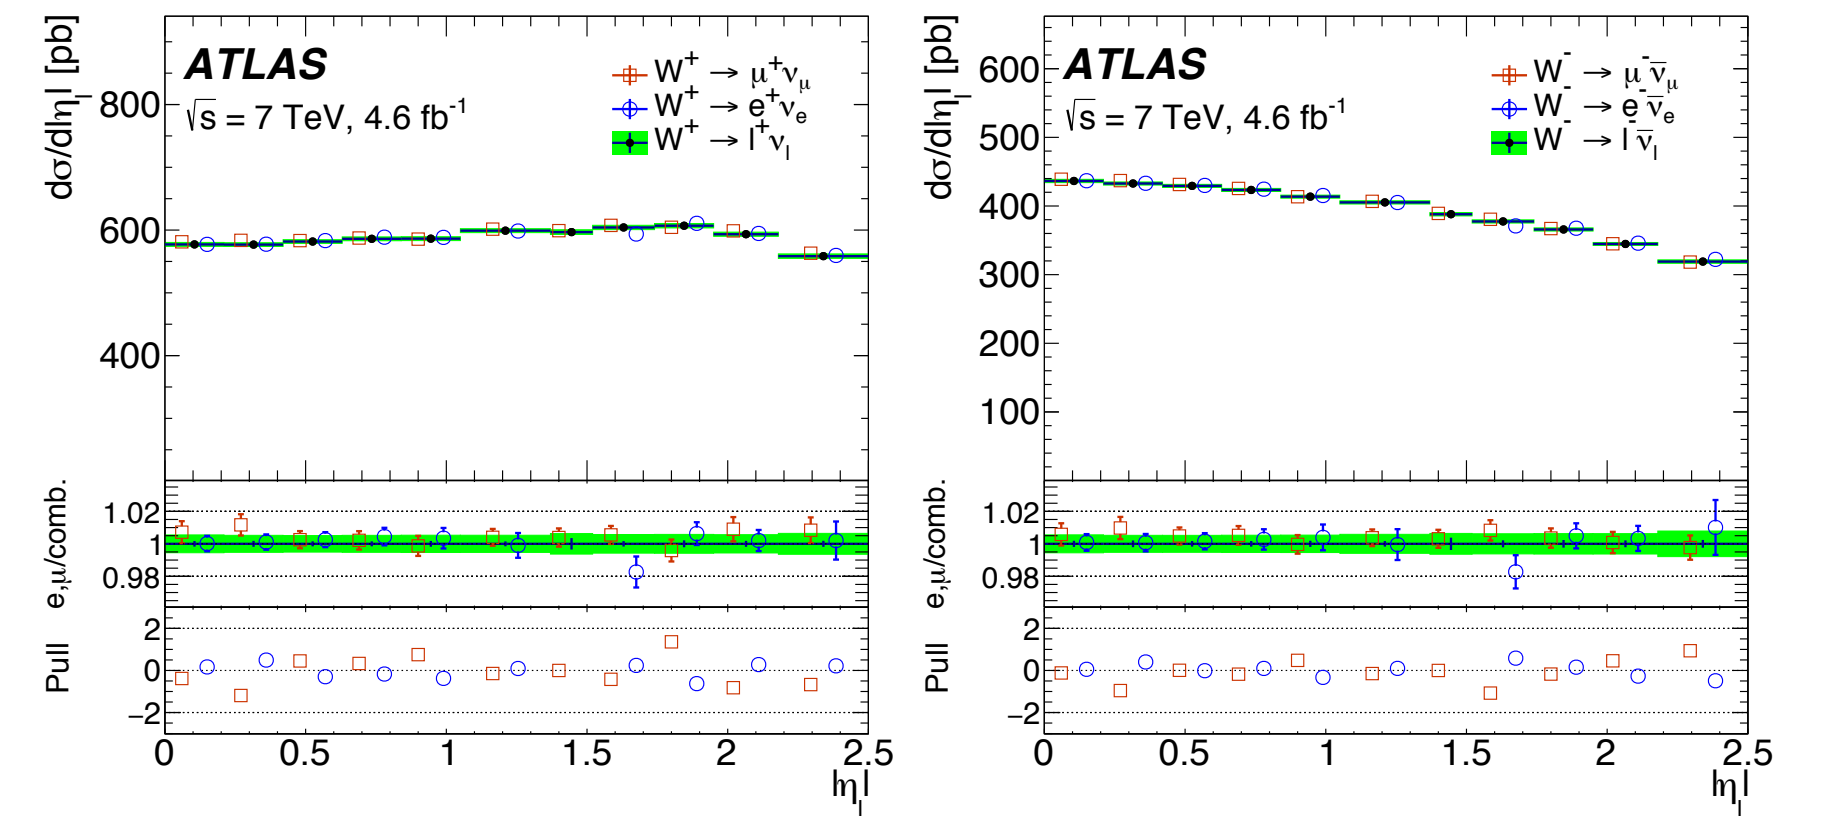 dσ/d|η_l| [pb]
ATLAS
√s = 7 TeV, 4.6 fb⁻¹
W⁺ → μ⁺ν_μ
W⁺ → e⁺ν_e
W⁺ → l⁺ν_l
800
600
400
e,μ/comb.
1.02
1
0.98
Pull
2
0
−2
0 0.5 1 1.5 2 2.5
|η_l|
dσ/d|η_l| [pb]
ATLAS
√s = 7 TeV, 4.6 fb⁻¹
W⁻ → μ⁻ν̅_μ
W⁻ → e⁻ν̅_e
W⁻ → l⁻ν̅_l
600
500
400
300
200
100
e,μ/comb.
1.02
1
0.98
Pull
2
0
−2
0 0.5 1 1.5 2 2.5
|η_l|